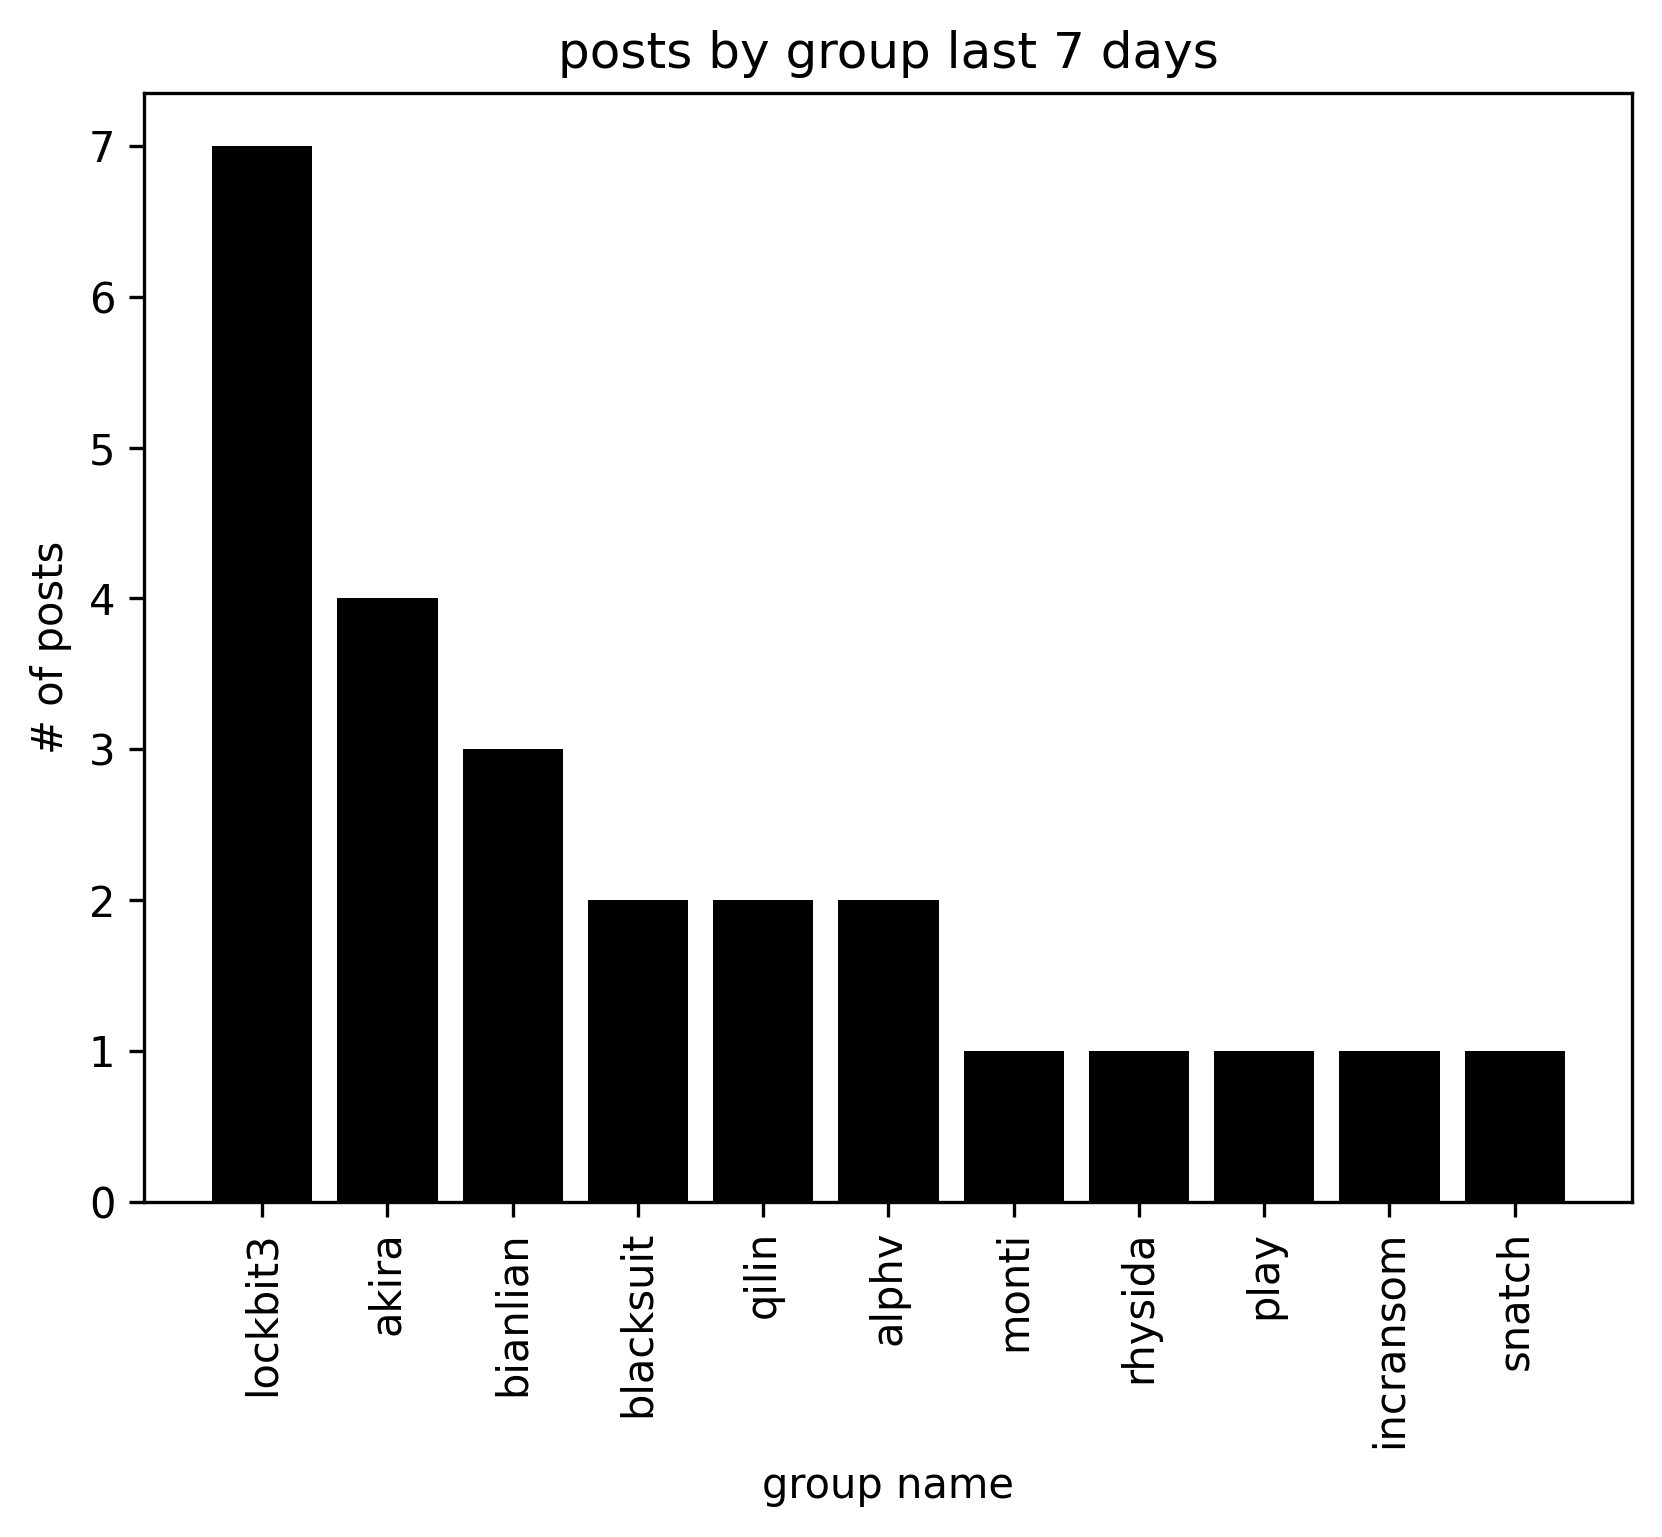 posts by group last 7 days
7
6
5
4
3
2
1
0
# of posts
lockbit3
akira
bianlian
blacksuit
qilin
alphv
monti
rhysida
play
incransom
snatch
group name